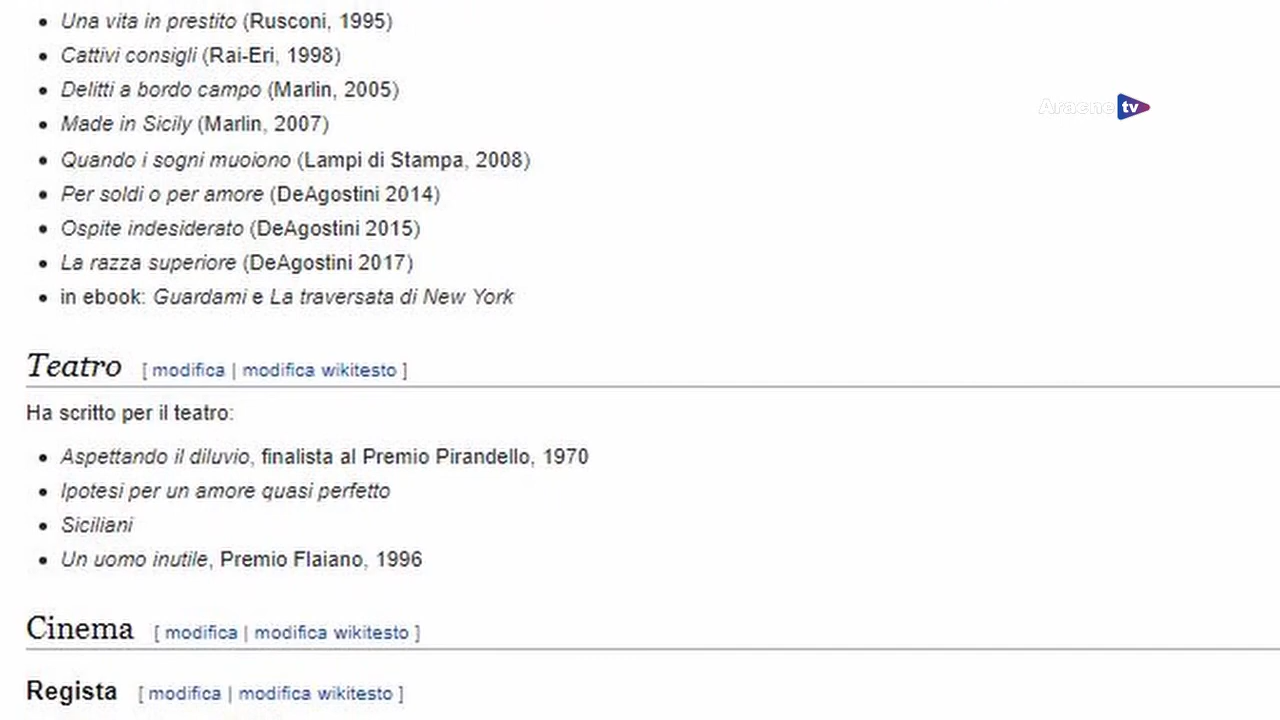 Una vita in prestito (Rusconi, 1995)
Cattivi consigli (Rai-Eri, 1998)
Delitti a bordo campo (Marlin, 2005)
Aracne tv
Made in Sicily (Marlin, 2007)
Quando i sogni muoiono (Lampi di Stampa, 2008)
Per soldi o per amore (DeAgostini 2014)
Ospite indesiderato (DeAgostini 2015)
La razza superiore (DeAgostini 2017)
in ebook: Guardami e La traversata di New York
Teatro [ modifica | modifica wikitesto ]
Ha scritto per il teatro:
Aspettando il diluvio, finalista al Premio Pirandello, 1970
Ipotesi per un amore quasi perfetto
Siciliani
Un uomo inutile, Premio Flaiano, 1996
Cinema [ modifica | modifica wikitesto ]
Regista [ modifica | modifica wikitesto ]